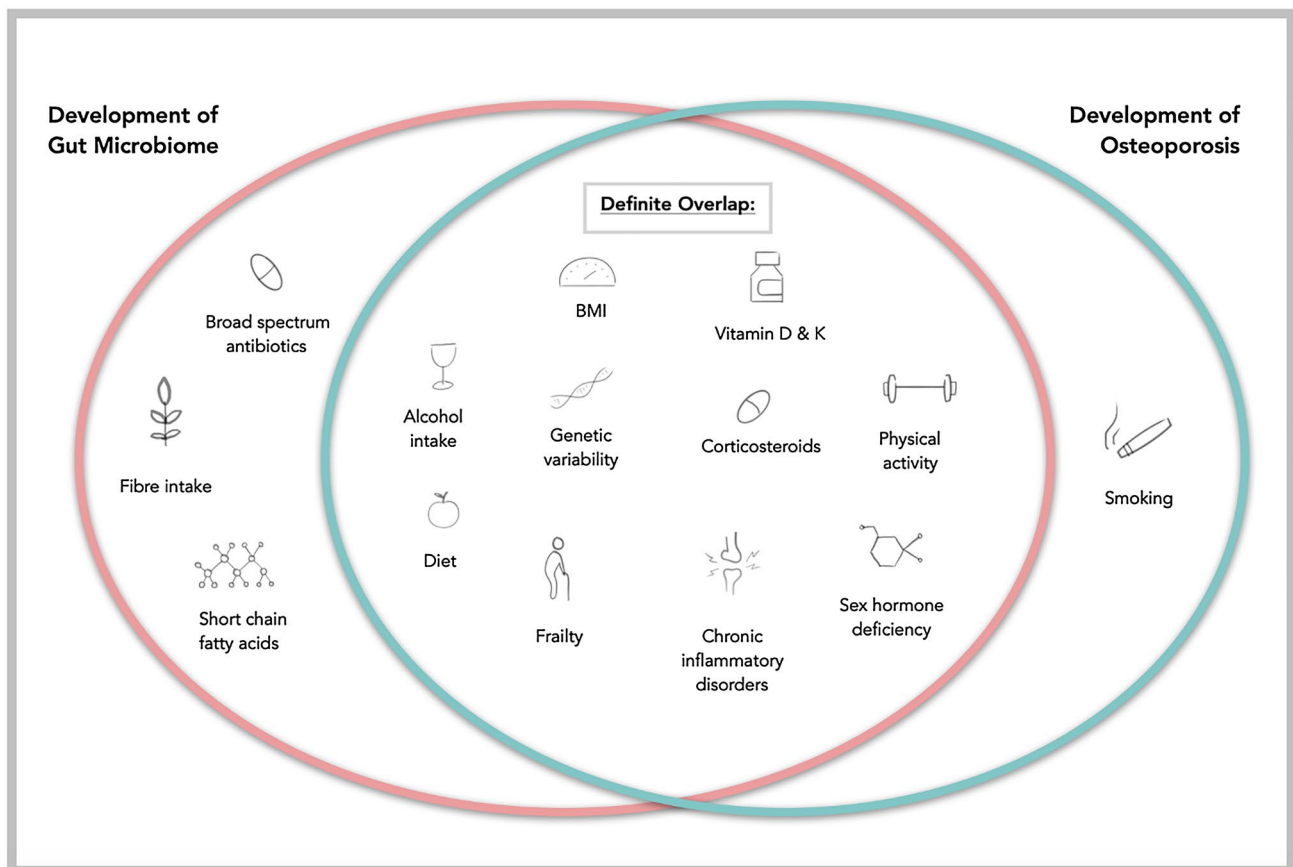 Development of
Gut Microbiome
Development of
Osteoporosis
Definite Overlap:
Broad spectrum
antibiotics
Fibre intake
Short chain
fatty acids
BMI
Vitamin D & K
Alcohol
intake
Genetic
variability
Corticosteroids
Physical
activity
Diet
Frailty
Chronic
inflammatory
disorders
Sex hormone
deficiency
Smoking